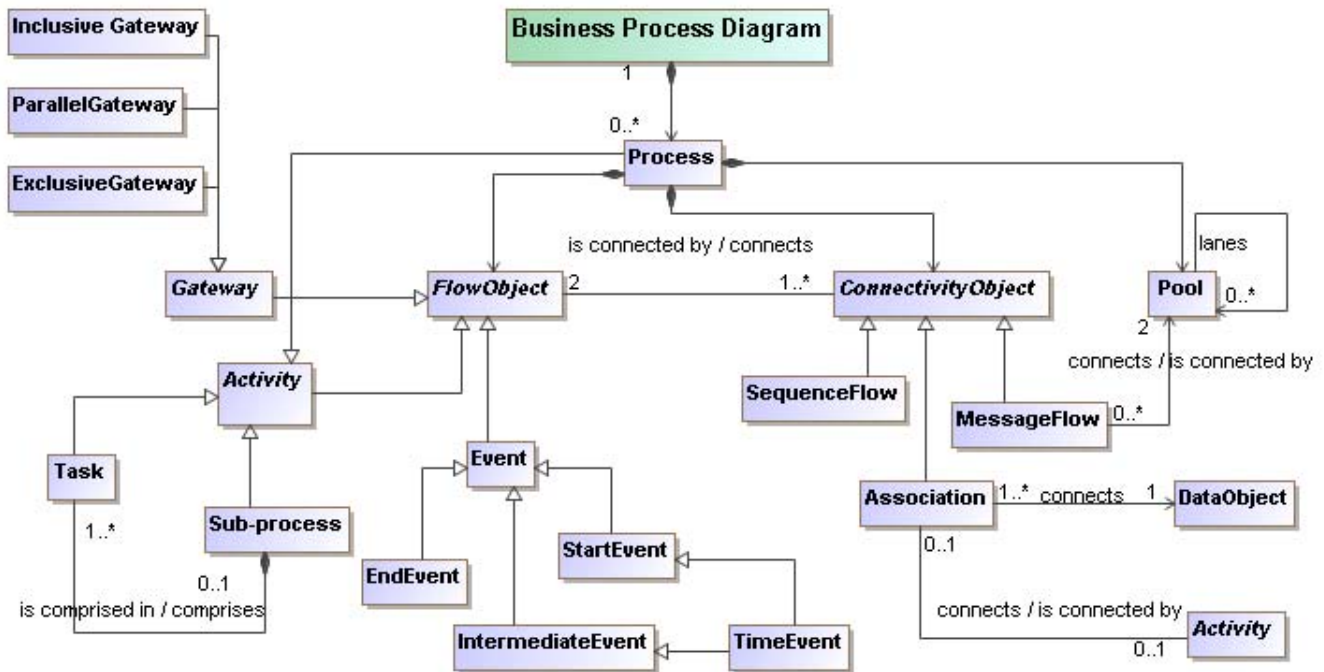 Inclusive Gateway
Business Process Diagram
1
ParallelGateway
0..*
Process
ExclusiveGateway
is connected by / connects
lanes
Gateway
FlowObject
2
1..*
ConnectivityObject
Pool
0..*
2
connects / is connected by
Activity
SequenceFlow
MessageFlow
0..*
Task
Event
1..*
Sub-process
Association
1..*
connects
1
DataObject
0..1
StartEvent
EndEvent
0..1
is comprised in / comprises
connects / is connected by
IntermediateEvent
TimeEvent
0..1
Activity